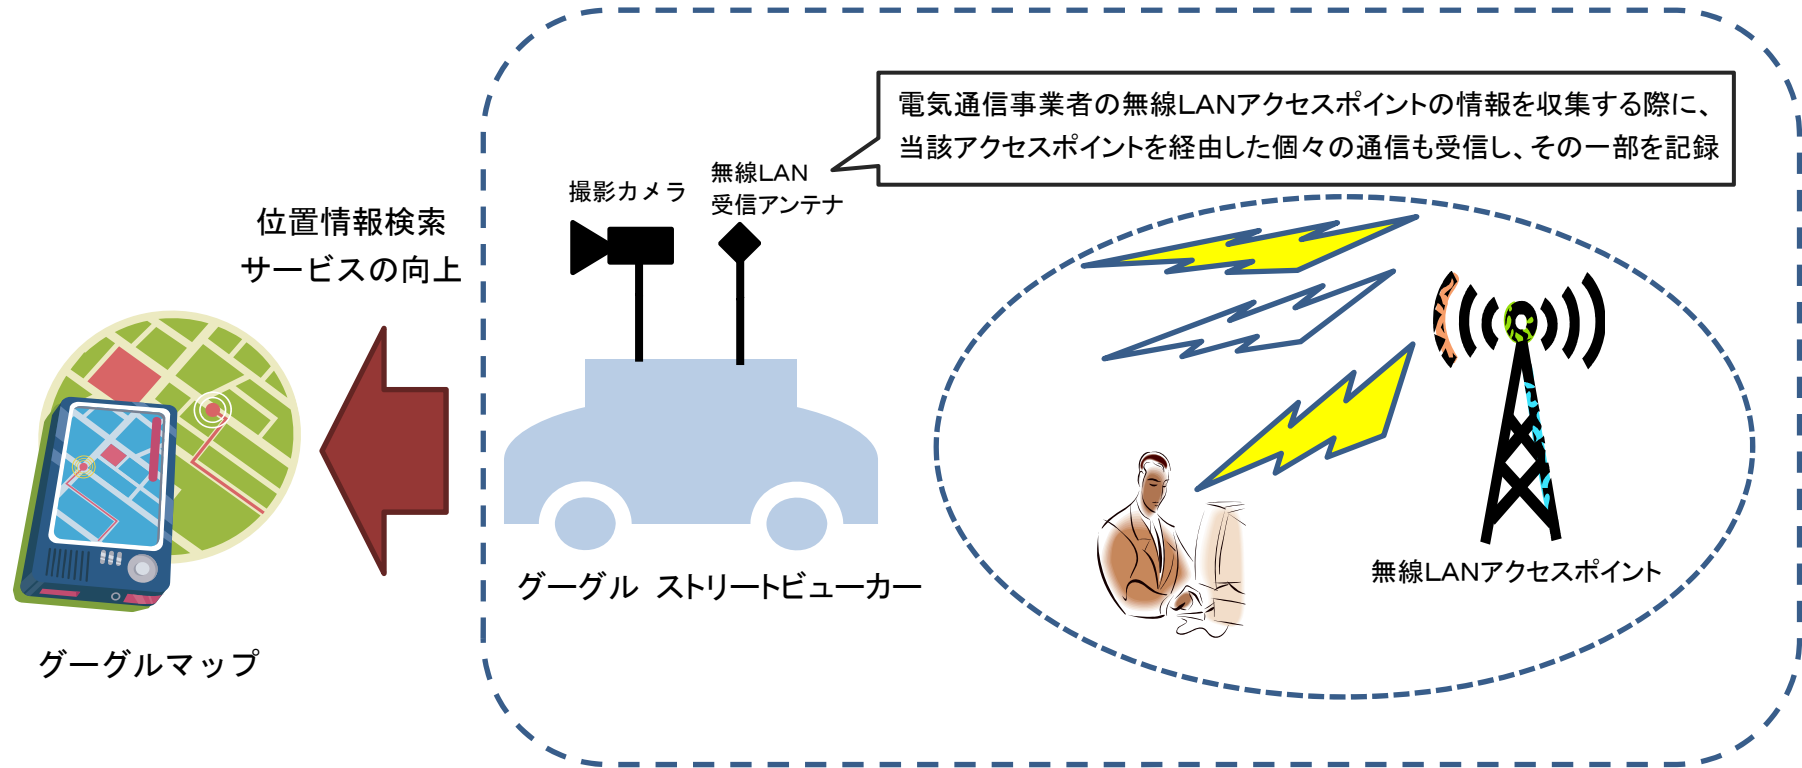 電気通信事業者の無線LANアクセスポイントの情報を収集する際に、
当該アクセスポイントを経由した個々の通信も受信し、その一部を記録
無線LAN
受信アンテナ
撮影カメラ
位置情報検索
サービスの向上
グーグル ストリートビューカー
無線LANアクセスポイント
グーグルマップ